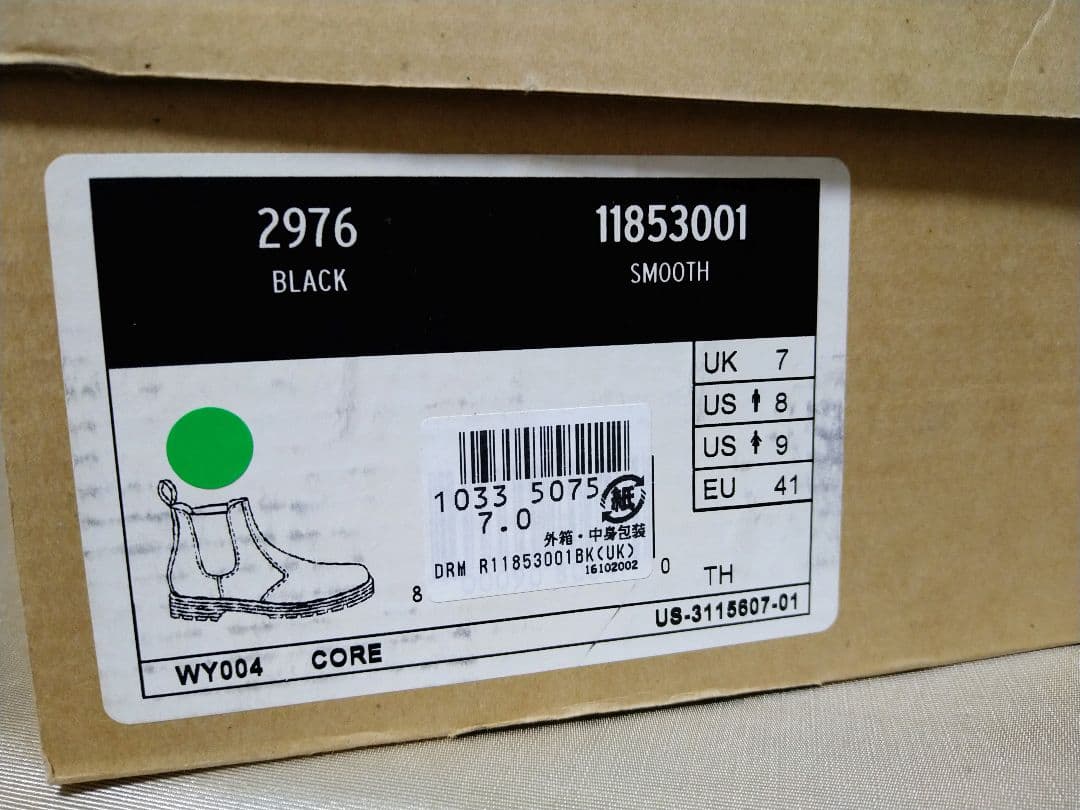 2976
BLACK
11853001
SMOOTH
UK 7
US 8
US 9
EU 41
1033 5075
7.0
紙
外箱・中身包装
DRM R11853001BK(UK)
16102002
8
0
TH
US-3115607-01
WY004 CORE